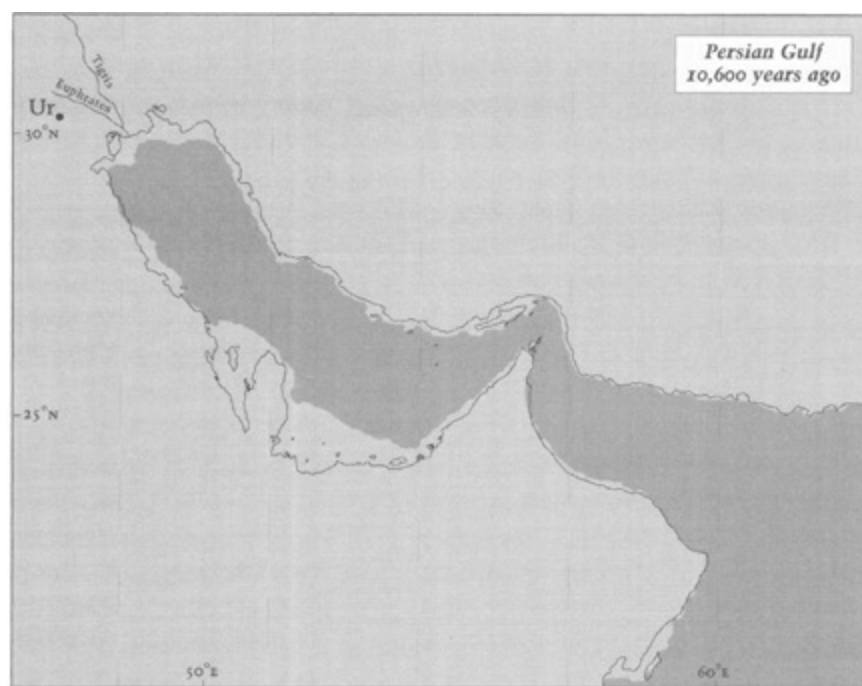 Persian Gulf
10,600 years ago
Tigris
Euphrates
Ur
30°N
25°N
50°E
60°E